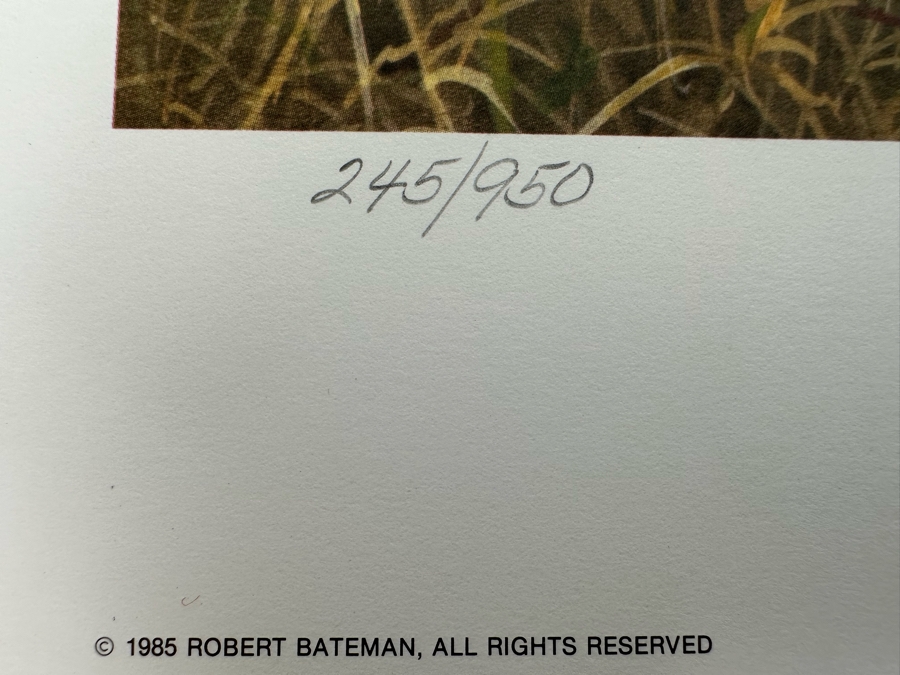 245/950
© 1985 ROBERT BATEMAN, ALL RIGHTS RESERVED